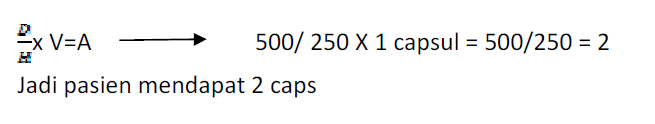 D/H x V=A ⟶ 500/ 250 X 1 capsul = 500/250 = 2
Jadi pasien mendapat 2 caps